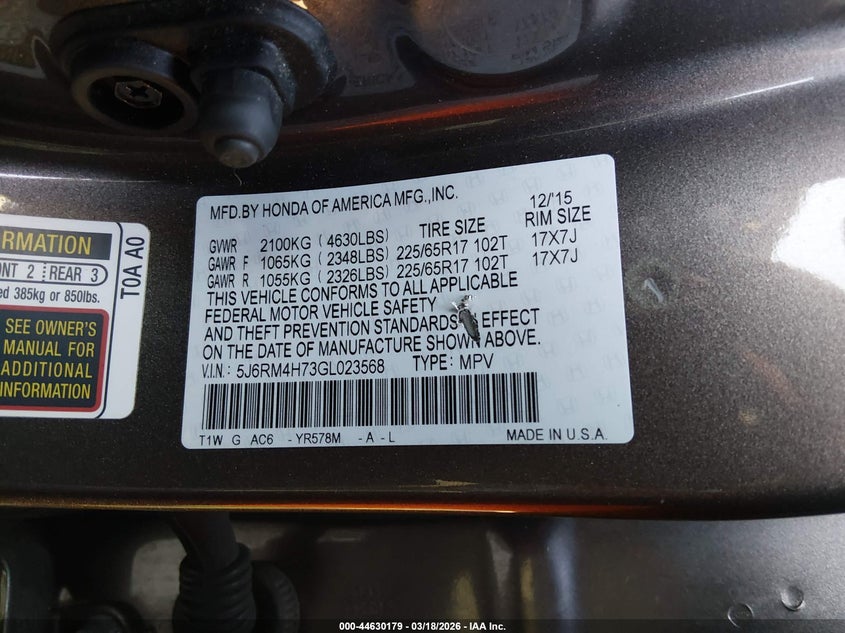 RMATION
ONT 2 REAR 3
ed 385kg or 850lbs.
SEE OWNER'S
MANUAL FOR
ADDITIONAL
INFORMATION
T0A A0
MFD.BY HONDA OF AMERICA MFG.,INC. 12/'15
GVWR 2100KG ( 4630LBS) TIRE SIZE RIM SIZE
GAWR F 1065KG ( 2348LBS) 225/65R17 102T 17X7J
GAWR R 1055KG ( 2326LBS) 225/65R17 102T 17X7J
THIS VEHICLE CONFORMS TO ALL APPLICABLE
FEDERAL MOTOR VEHICLE SAFETY
AND THEFT PREVENTION STANDARDS EFFECT
ON THE DATE OF MANUFACTURE SHOWN ABOVE.
V.I.N: 5J6RM4H73GL023568 TYPE: MPV
T1W G AC6 - YR578M - A - L MADE IN U.S.A.
000-44630179 — 03/18/2026 — IAA Inc.